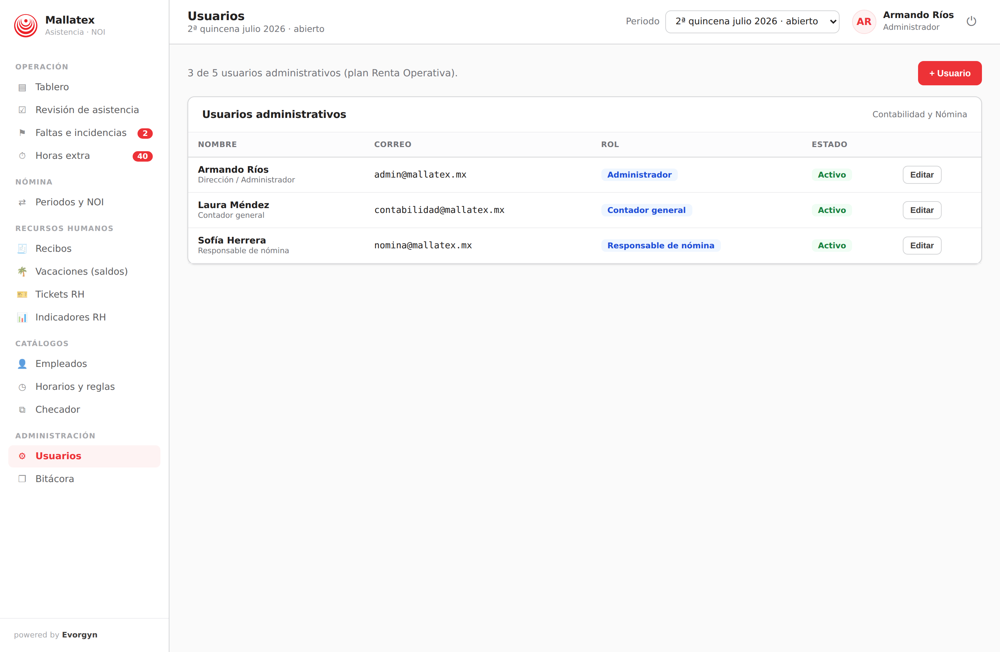 Mallatex
Asistencia · NOI
OPERACIÓN
Tablero
Revisión de asistencia
Faltas e incidencias 2
Horas extra 40
NÓMINA
Periodos y NOI
RECURSOS HUMANOS
Recibos
Vacaciones (saldos)
Tickets RH
Indicadores RH
CATÁLOGOS
Empleados
Horarios y reglas
Checador
ADMINISTRACIÓN
Usuarios
Bitácora
powered by Evorgyn
Usuarios
2ª quincena julio 2026 · abierto
Periodo 2ª quincena julio 2026 · abierto
AR
Armando Ríos
Administrador
3 de 5 usuarios administrativos (plan Renta Operativa).
+ Usuario
Usuarios administrativos
Contabilidad y Nómina
NOMBRE CORREO ROL ESTADO
Armando Ríos
Dirección / Administrador
admin@mallatex.mx Administrador Activo Editar
Laura Méndez
Contador general
contabilidad@mallatex.mx Contador general Activo Editar
Sofía Herrera
Responsable de nómina
nomina@mallatex.mx Responsable de nómina Activo Editar